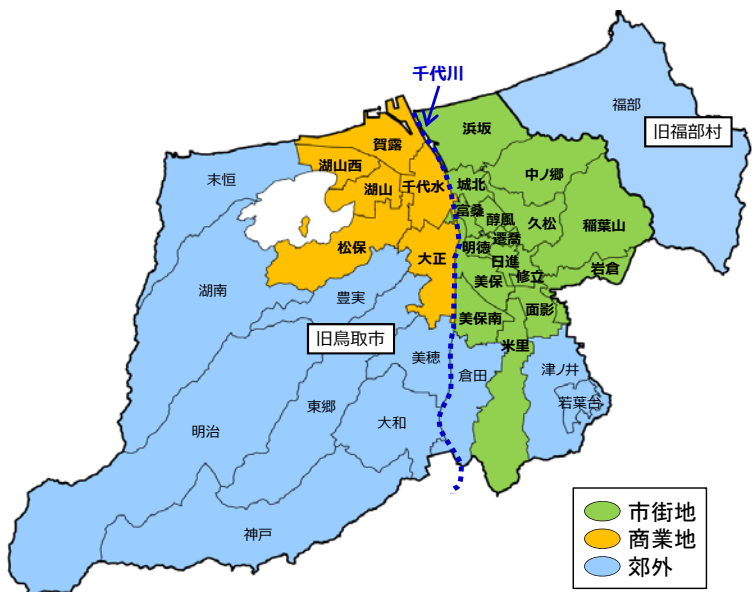 千代川
福部
浜坂
旧福部村
賀露
中ノ郷
湖山西
末恒
湖山
千代水
城北
富桑
醇風
久松
稲葉山
松保
明徳
遷喬
大正
日進
岩倉
修立
湖南
豊実
美保
面影
美保南
旧鳥取市
米里
美穂
倉田
津ノ井
若葉台
東郷
大和
明治
神戸
市街地
商業地
郊外